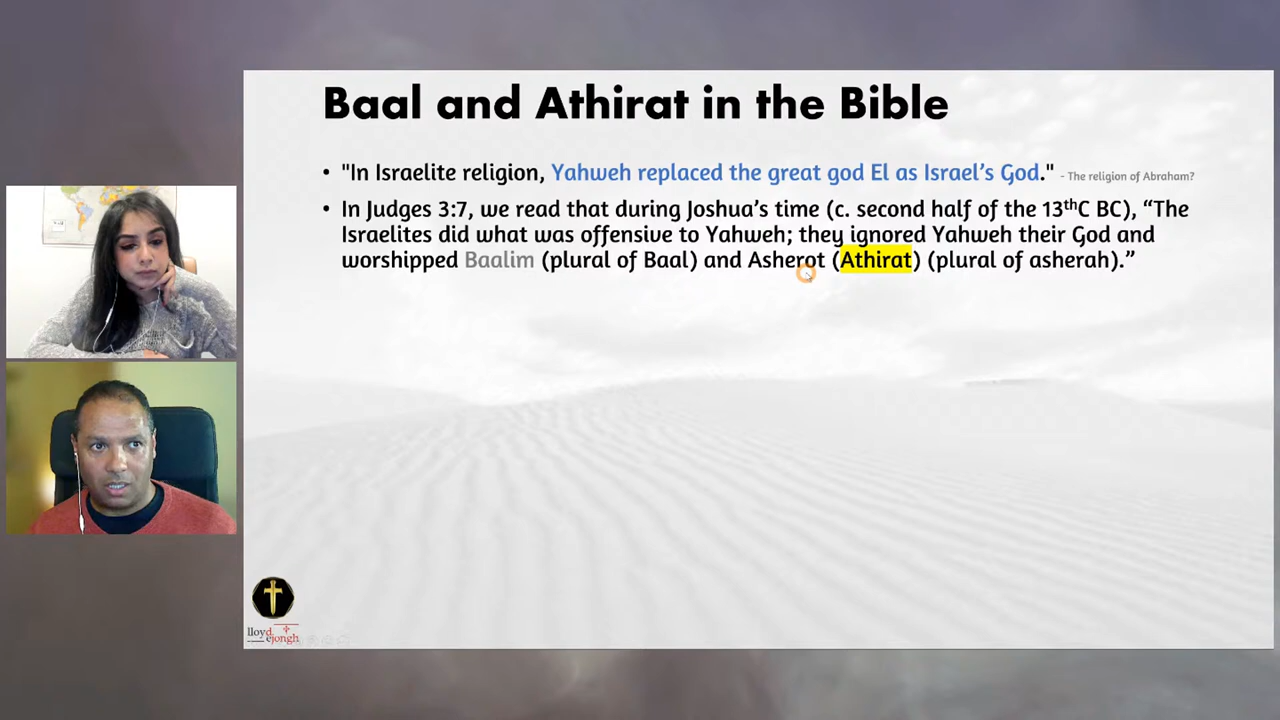 Baal and Athirat in the Bible
• "In Israelite religion, Yahweh replaced the great god El as Israel’s God." - The religion of Abraham?
• In Judges 3:7, we read that during Joshua’s time (c. second half of the 13thC BC), “The
Israelites did what was offensive to Yahweh; they ignored Yahweh their God and
worshipped Baalim (plural of Baal) and Asherot (Athirat) (plural of asherah).”
lloyd
ejongh